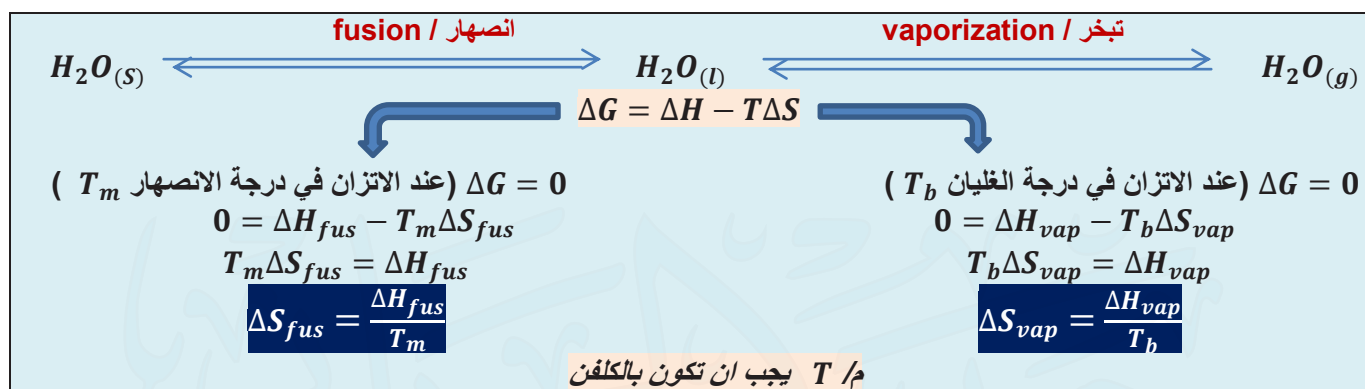 fusion / انصهار
vaporization / تبخر
H₂O₍S₎ ⇌ H₂O₍l₎ ⇌ H₂O₍g₎
ΔG = ΔH − TΔS
ΔG = 0 (عند الاتزان في درجة الانصهار Tₘ )
0 = ΔH_fus − TₘΔS_fus
TₘΔS_fus = ΔH_fus
ΔS_fus = ΔH_fus / Tₘ
ΔG = 0 (عند الاتزان في درجة الغليان T_b )
0 = ΔH_vap − T_bΔS_vap
T_bΔS_vap = ΔH_vap
ΔS_vap = ΔH_vap / T_b
م/ T يجب ان تكون بالكلفن